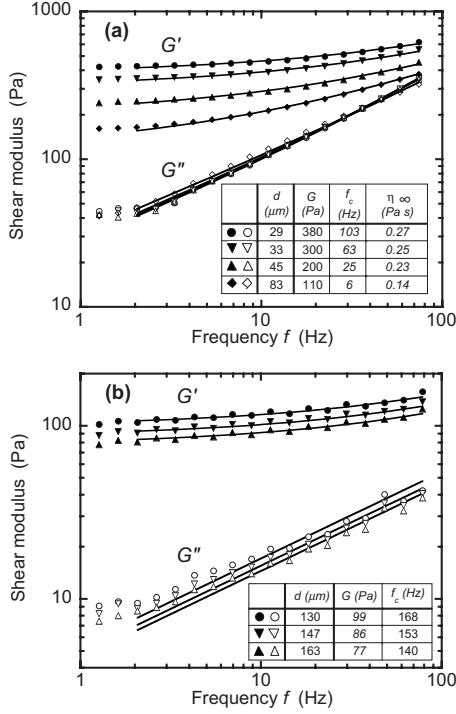 (a)
G'
G"
1000
100
10
Shear modulus (Pa)
d (μm) G (Pa) f_c (Hz) η ∞ (Pa s)
29 380 103 0.27
33 300 63 0.25
45 200 25 0.23
83 110 6 0.14
1 10 100
Frequency f (Hz)
(b)
G'
G"
100
10
Shear modulus (Pa)
d (μm) G (Pa) f_c (Hz)
130 99 168
147 86 153
163 77 140
1 10 100
Frequency f (Hz)